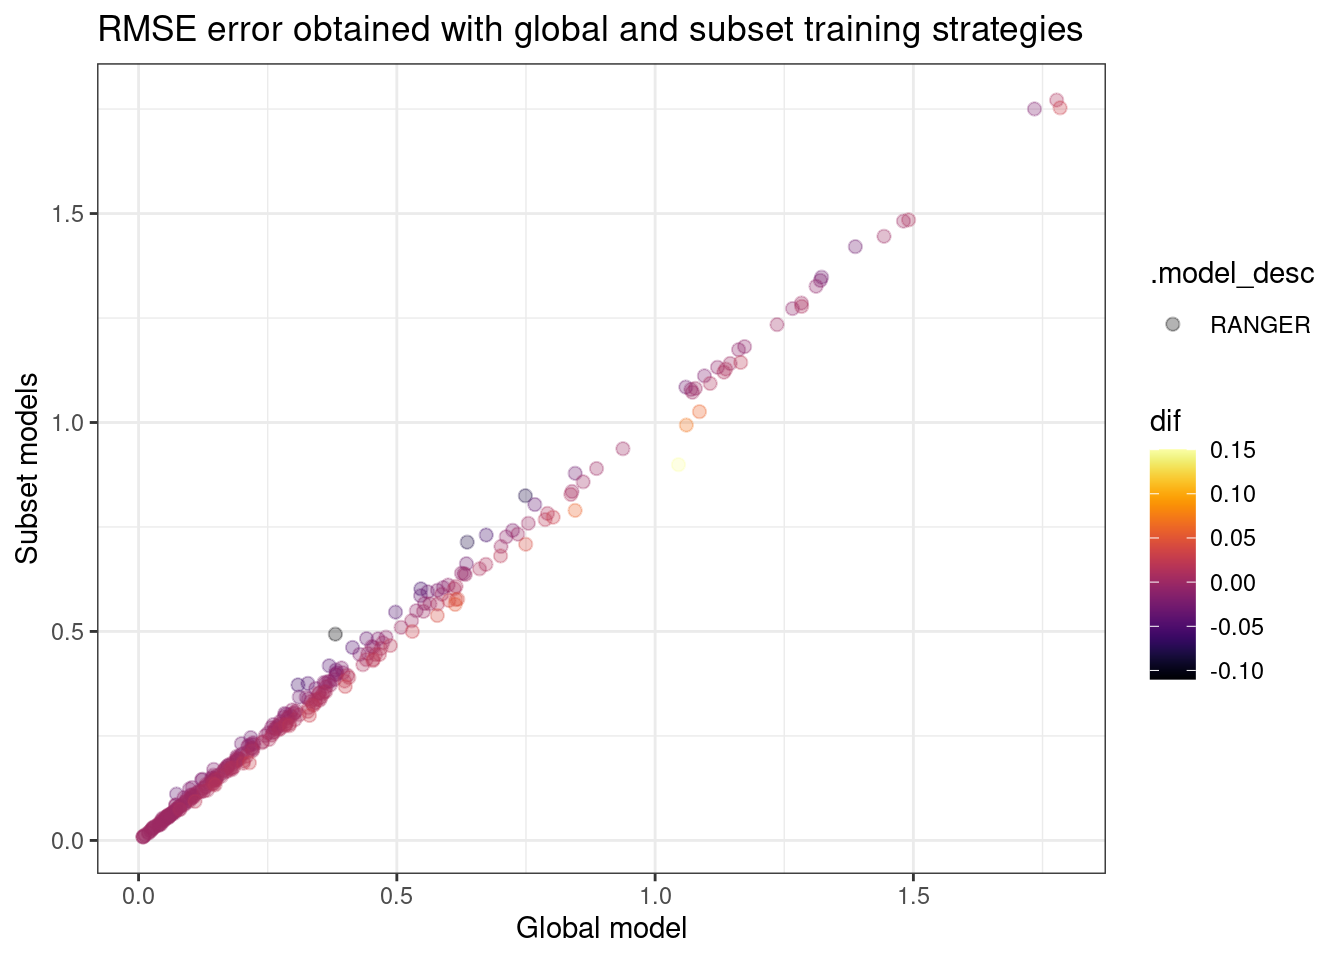 RMSE error obtained with global and subset training strategies
Subset models
1.5
1.0
0.5
0.0
0.0 0.5 1.0 1.5
Global model
.model_desc
RANGER
dif
0.15
0.10
0.05
0.00
-0.05
-0.10